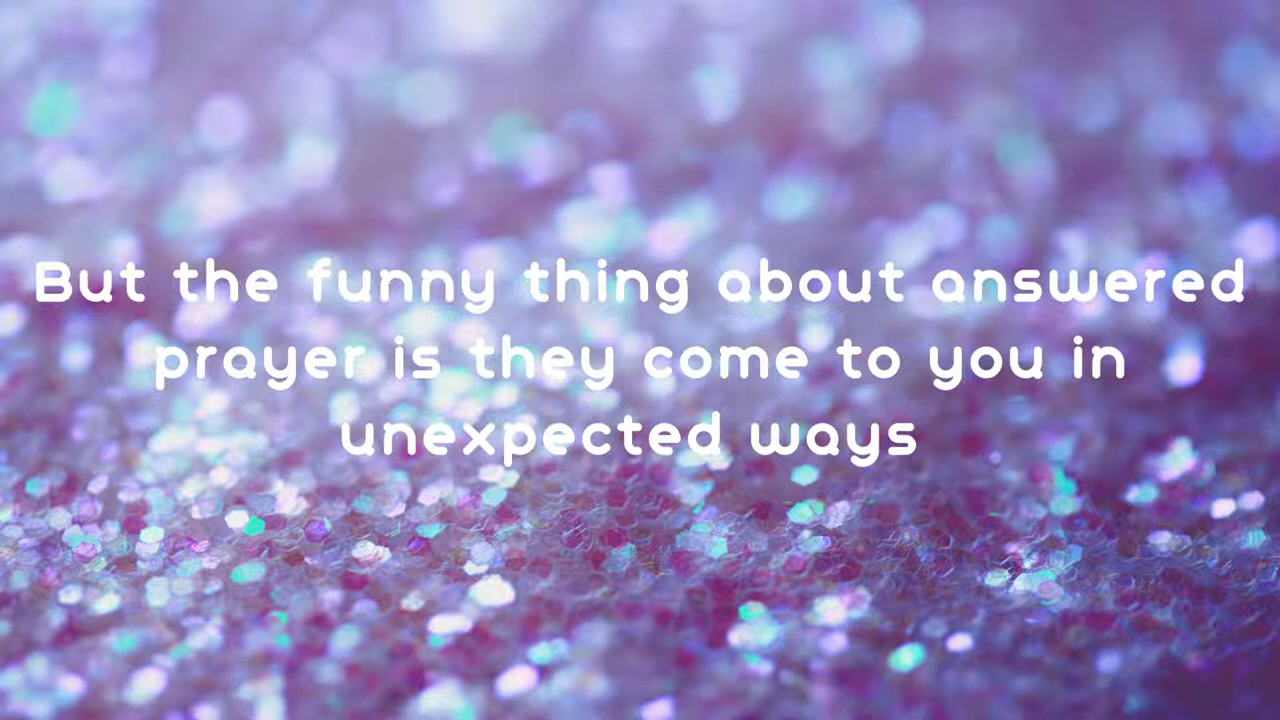 But the funny thing about answered
prayer is they come to you in
unexpected ways